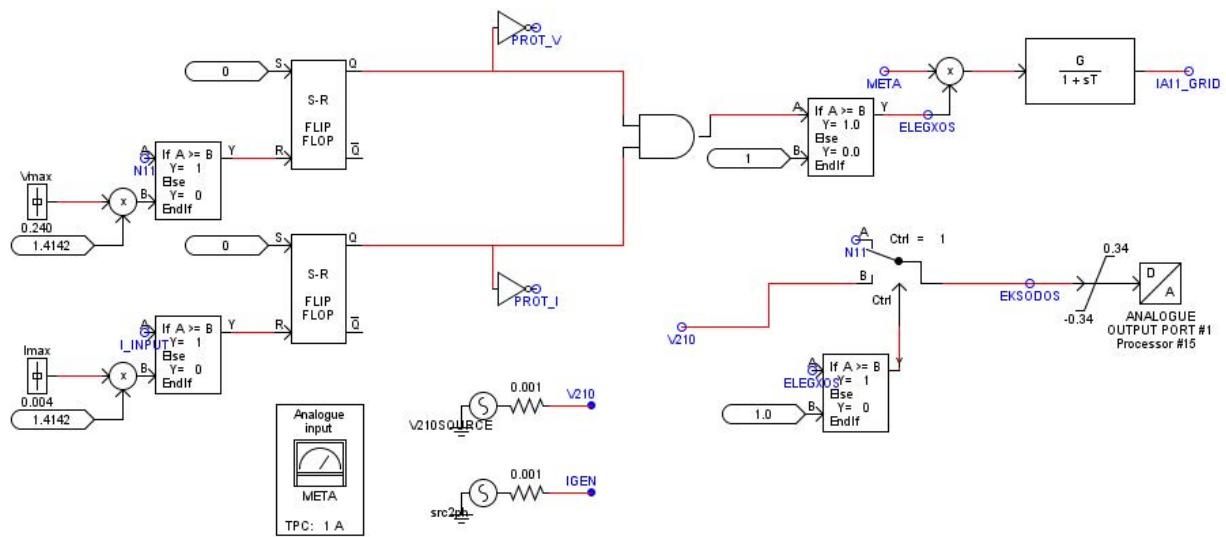 PROT_V
0
S
Q
S-R
FLIP
FLOP
R
Q
A
N11
If A >= B
Y= 1
Else
Y= 0
EndIf
Y
B
Vmax
0.240
x
1.4142
0
S
Q
S-R
FLIP
FLOP
R
Q
PROT_I
A
I_INPUT
If A >= B
Y= 1
Else
Y= 0
EndIf
Y
B
Imax
0.004
x
1.4142
Analogue
input
META
TPC: 1 A
0.001
V210SOURCE
V210
0.001
src2ph
IGEN
A
If A >= B
Y= 1.0
Else
Y= 0.0
EndIf
Y
B
1
ELEGXOS
META
x
G
1 + sT
IA11_GRID
A
N11
Ctrl = 1
B
Ctrl
V210
A
ELEGXOS
If A >= B
Y= 1
Else
Y= 0
EndIf
Y
B
1.0
EKSODOS
0.34
-0.34
D
A
ANALOGUE
OUTPUT PORT #1
Processor #15